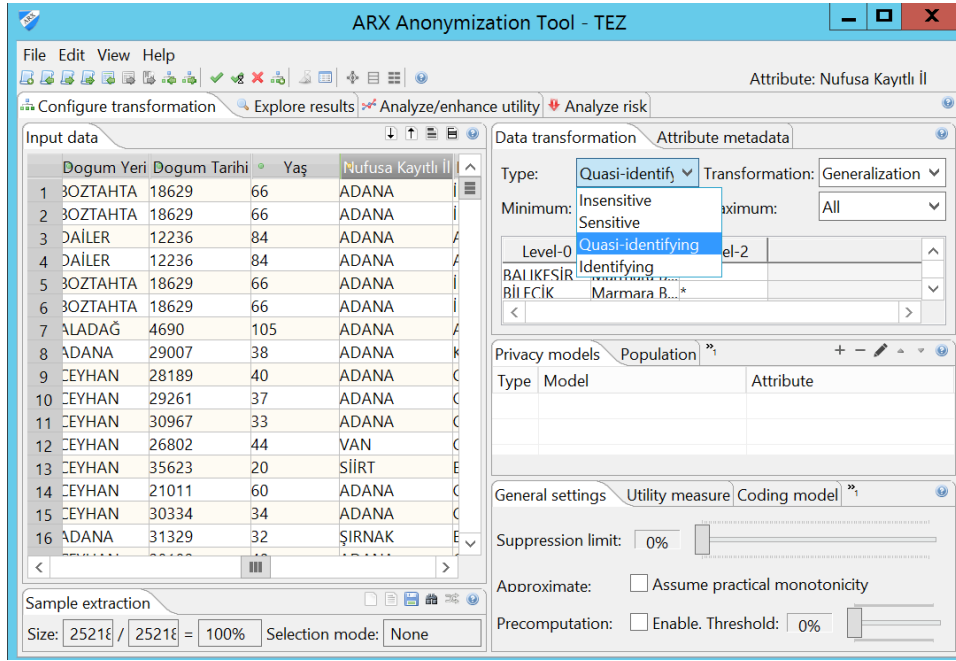 ARX Anonymization Tool - TEZ
File Edit View Help
Attribute: Nufusa Kayıtlı İl
Configure transformation Explore results Analyze/enhance utility Analyze risk
Input data
Dogum Yeri Dogum Tarihi Yaş Nufusa Kayıtlı İl
1 BOZTAHTA 18629 66 ADANA
2 BOZTAHTA 18629 66 ADANA
3 DAİLER 12236 84 ADANA
4 DAİLER 12236 84 ADANA
5 BOZTAHTA 18629 66 ADANA
6 BOZTAHTA 18629 66 ADANA
7 ALADAĞ 4690 105 ADANA
8 ADANA 29007 38 ADANA
9 CEYHAN 28189 40 ADANA
10 CEYHAN 29261 37 ADANA
11 CEYHAN 30967 33 ADANA
12 CEYHAN 26802 44 VAN
13 CEYHAN 35623 20 SİİRT
14 CEYHAN 21011 60 ADANA
15 CEYHAN 30334 34 ADANA
16 ADANA 31329 32 ŞIRNAK
Sample extraction
Size: 25218 / 25218 = 100% Selection mode: None
Data transformation Attribute metadata
Type: Quasi-identify Transformation: Generalization
Insensitive
Sensitive
Quasi-identifying
Identifying
Minimum: All
Level-0 el-2
BALIKESİR
BİLECİK Marmara B... *
Privacy models Population
Type Model Attribute
General settings Utility measure Coding model
Suppression limit: 0%
Approximate: Assume practical monotonicity
Precomputation: Enable. Threshold: 0%